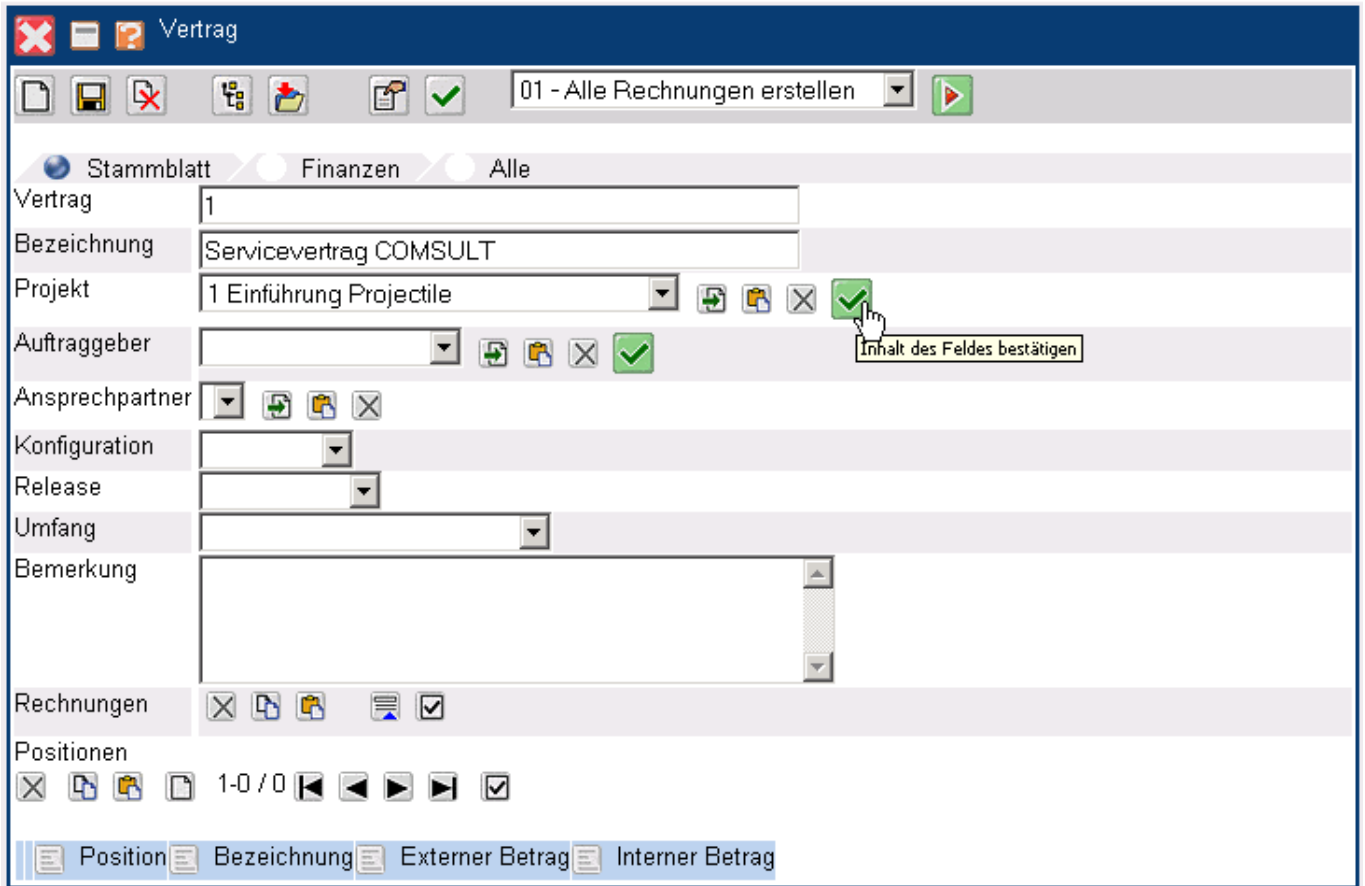 Vertrag
01 - Alle Rechnungen erstellen
Stammblatt Finanzen Alle
Vertrag 1
Bezeichnung Servicevertrag COMSULT
Projekt 1 Einführung Projectile
Inhalt des Feldes bestätigen
Auftraggeber
Ansprechpartner
Konfiguration
Release
Umfang
Bemerkung
Rechnungen
Positionen
1-0 / 0
Position Bezeichnung Externer Betrag Interner Betrag